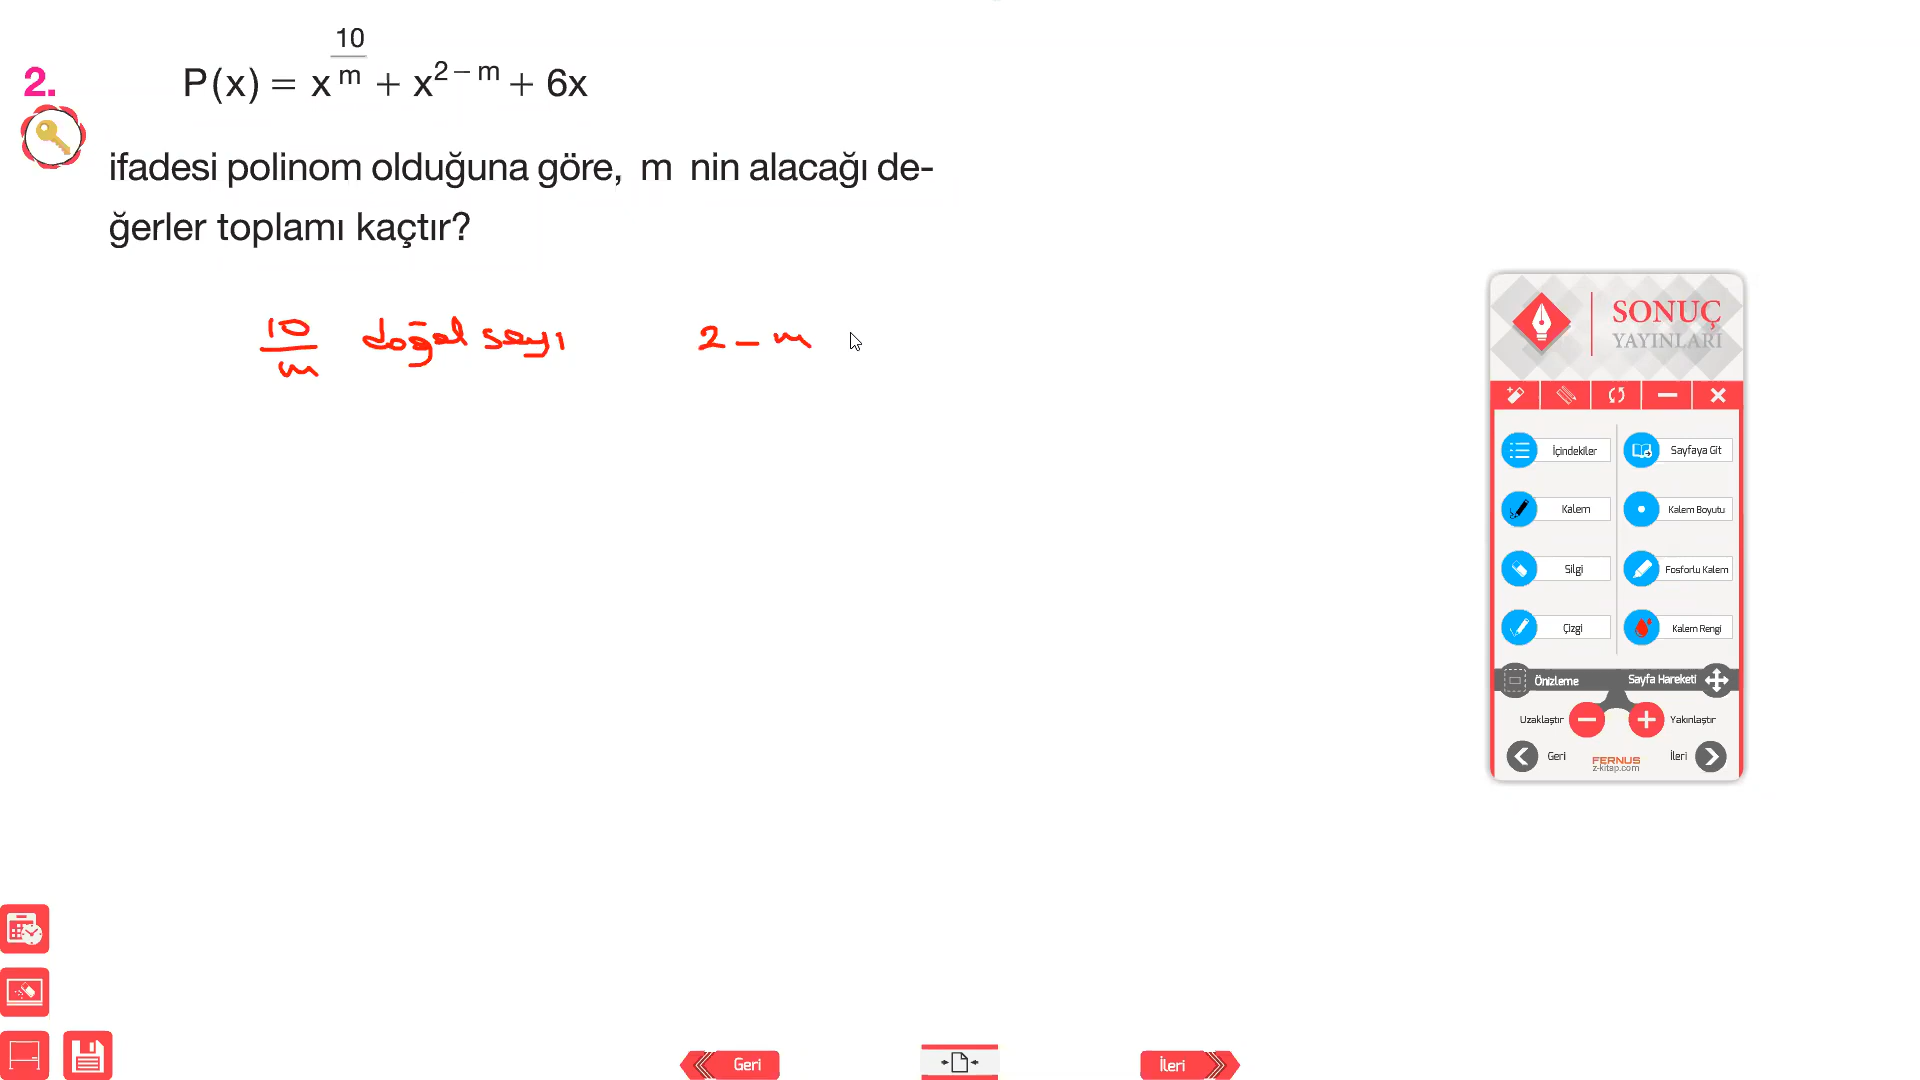 2. P(x) = x^(10/m) + x^(2 – m) + 6x
ifadesi polinom olduğuna göre, m nin alacağı de-
ğerler toplamı kaçtır?
10/m doğal sayı 2 – m
SONUÇ
YAYINLARI
İçindekiler Sayfaya Git
Kalem Kalem Boyutu
Silgi Fosforlu Kalem
Çizgi Kalem Rengi
Önizleme Sayfa Hareketi
Uzaklaştır Yakınlaştır
Geri FERNUS İleri
z-kitap.com
Geri İleri